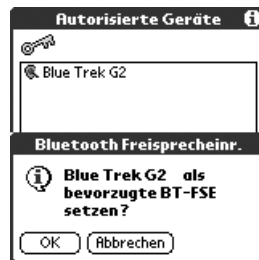 Autorisierte Geräte
Blue Trek G2
Bluetooth Freisprecheinr.
Blue Trek G2 als
bevorzugte BT-FSE
setzen?
OK Abbrechen